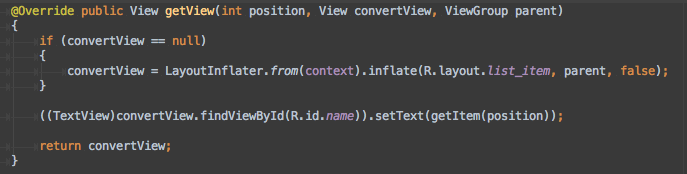 @Override public View getView(int position, View convertView, ViewGroup parent)
{
    if (convertView == null)
    {
        convertView = LayoutInflater.from(context).inflate(R.layout.list_item, parent, false);
    }

    ((TextView)convertView.findViewById(R.id.name)).setText(getItem(position));

    return convertView;
}